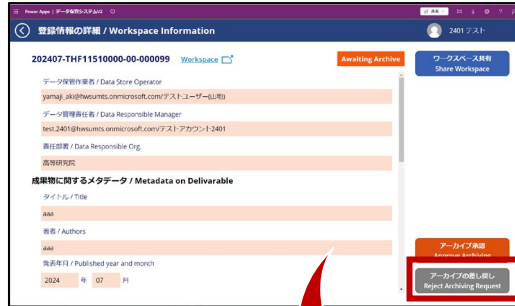 Power Apps | データ保管システムV2
共有
登録情報の詳細 / Workspace Information
2401 テスト
202407-THF11510000-00-000099 Workspace
Awaiting Archive
ワークスペース共有
Share Workspace
データ保管作業者 / Data Store Operator
yamaji_aki@hwsumts.onmicrosoft.com/テストユーザー(山地)
データ管理責任者 / Data Responsible Manager
test.2401@hwsumts.onmicrosoft.com/テストアカウント2401
責任部署 / Data Responsible Org.
高等研究院
成果物に関するメタデータ / Metadata on Delivarable
タイトル / Title
aaa
著者 / Authors
aaa
発表年月 / Published year and month
2024 年 07 月
アーカイブ承認
Approve Archiving
アーカイブの差し戻し
Reject Archiving Request